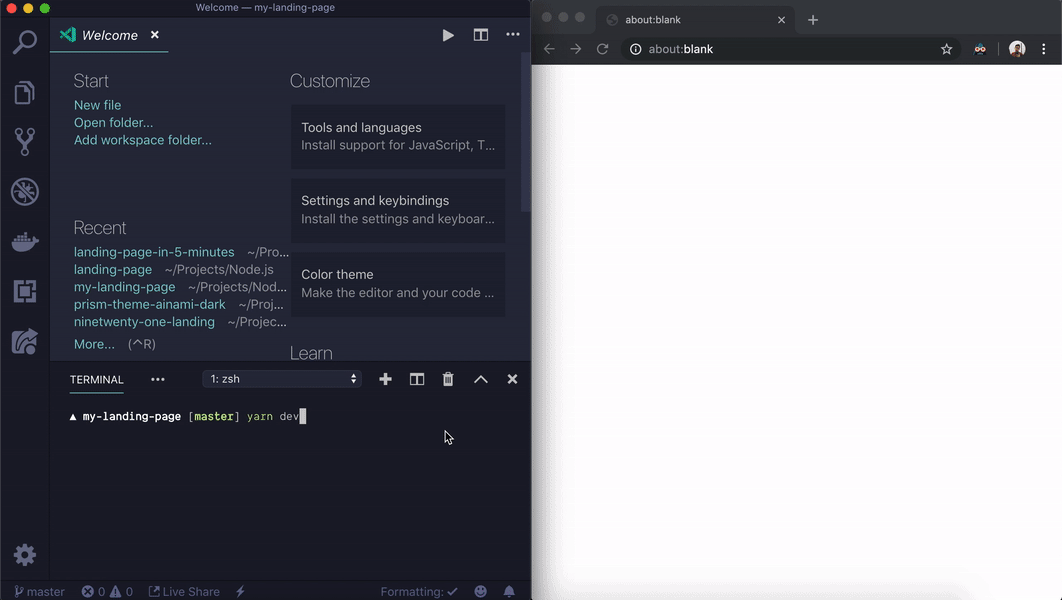 Welcome — my-landing-page
Welcome
Start
New file
Open folder...
Add workspace folder...
Recent
landing-page-in-5-minutes ~/Pro...
landing-page ~/Projects/Node.js
my-landing-page ~/Projects/Nod...
prism-theme-ainami-dark ~/Proj...
ninetwenty-one-landing ~/Projec...
More... (^R)
Customize
Tools and languages
Install support for JavaScript, T...
Settings and keybindings
Install the settings and keyboar...
Color theme
Make the editor and your code ...
Learn
TERMINAL
1: zsh
▲ my-landing-page [master] yarn dev
master 0 0 Live Share Formatting: ✓
about:blank
about:blank